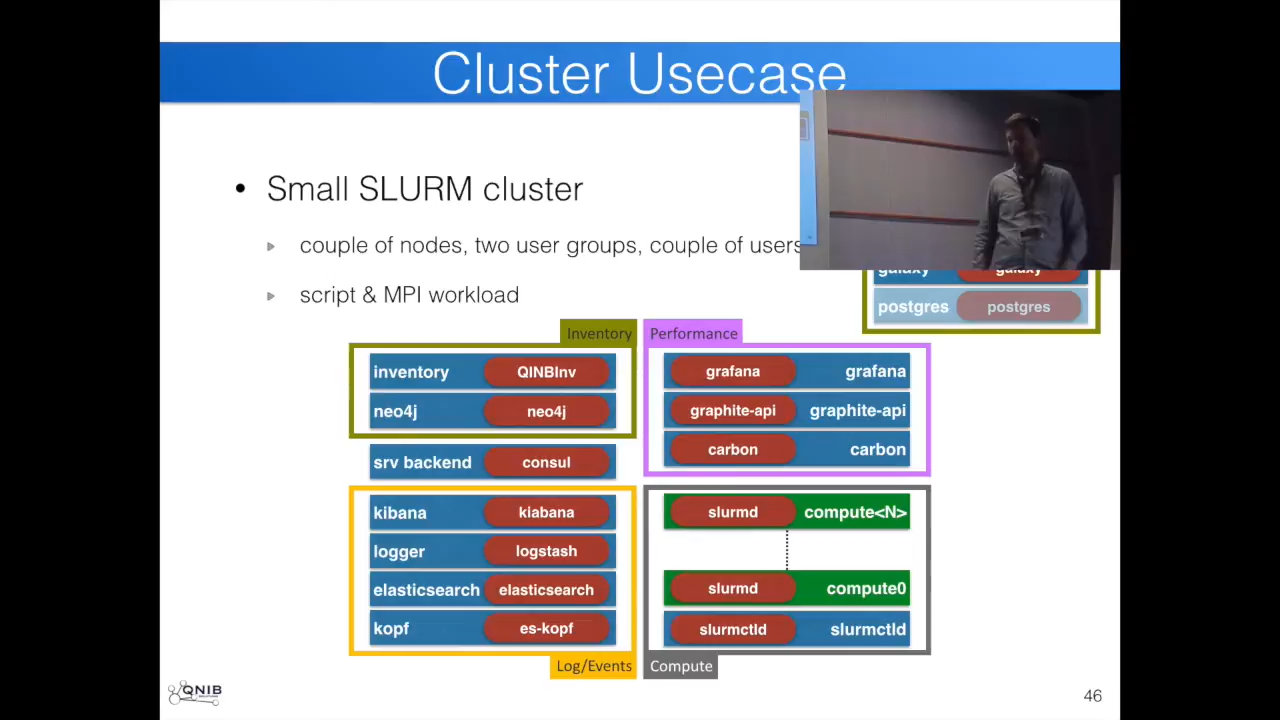 Cluster Usecase
• Small SLURM cluster
couple of nodes, two user groups, couple of users
script & MPI workload
galaxy galaxy
postgres postgres
Inventory
inventory QINBInv
neo4j neo4j
srv backend consul
kibana kiabana
logger logstash
elasticsearch elasticsearch
kopf es-kopf
Log/Events
Performance
grafana grafana
graphite-api graphite-api
carbon carbon
slurmd compute<N>
slurmd compute0
slurmctld slurmctld
Compute
QNIB
46